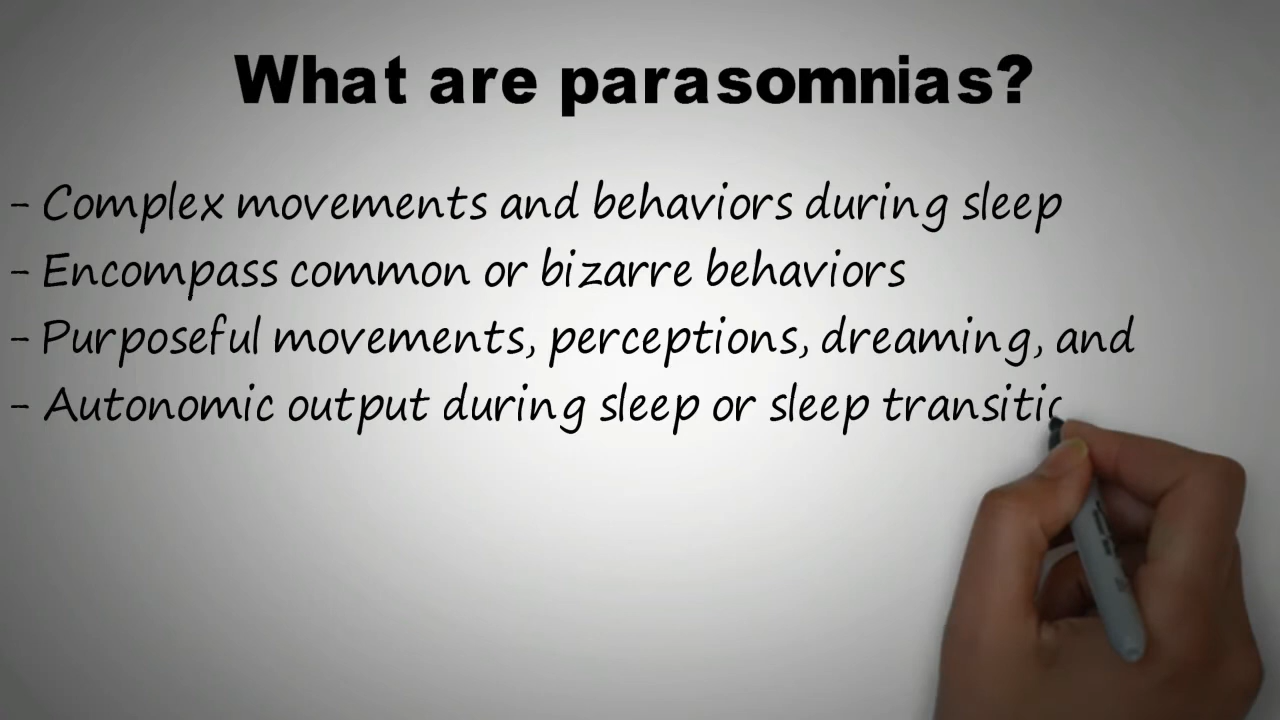 What are parasomnias?
- Complex movements and behaviors during sleep
- Encompass common or bizarre behaviors
- Purposeful movements, perceptions, dreaming, and
- Autonomic output during sleep or sleep